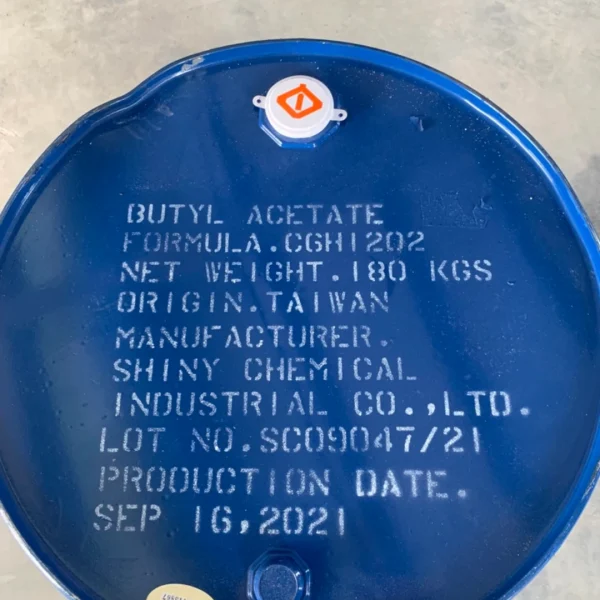 BUTYL ACETATE
FORMULA.C6H12O2
NET WEIGHT.180 KGS
ORIGIN.TAIWAN
MANUFACTURER.
SHINY CHEMICAL
INDUSTRIAL CO.,LTD.
LOT NO.SC09047/21
PRODUCTION DATE.
SEP 16,2021